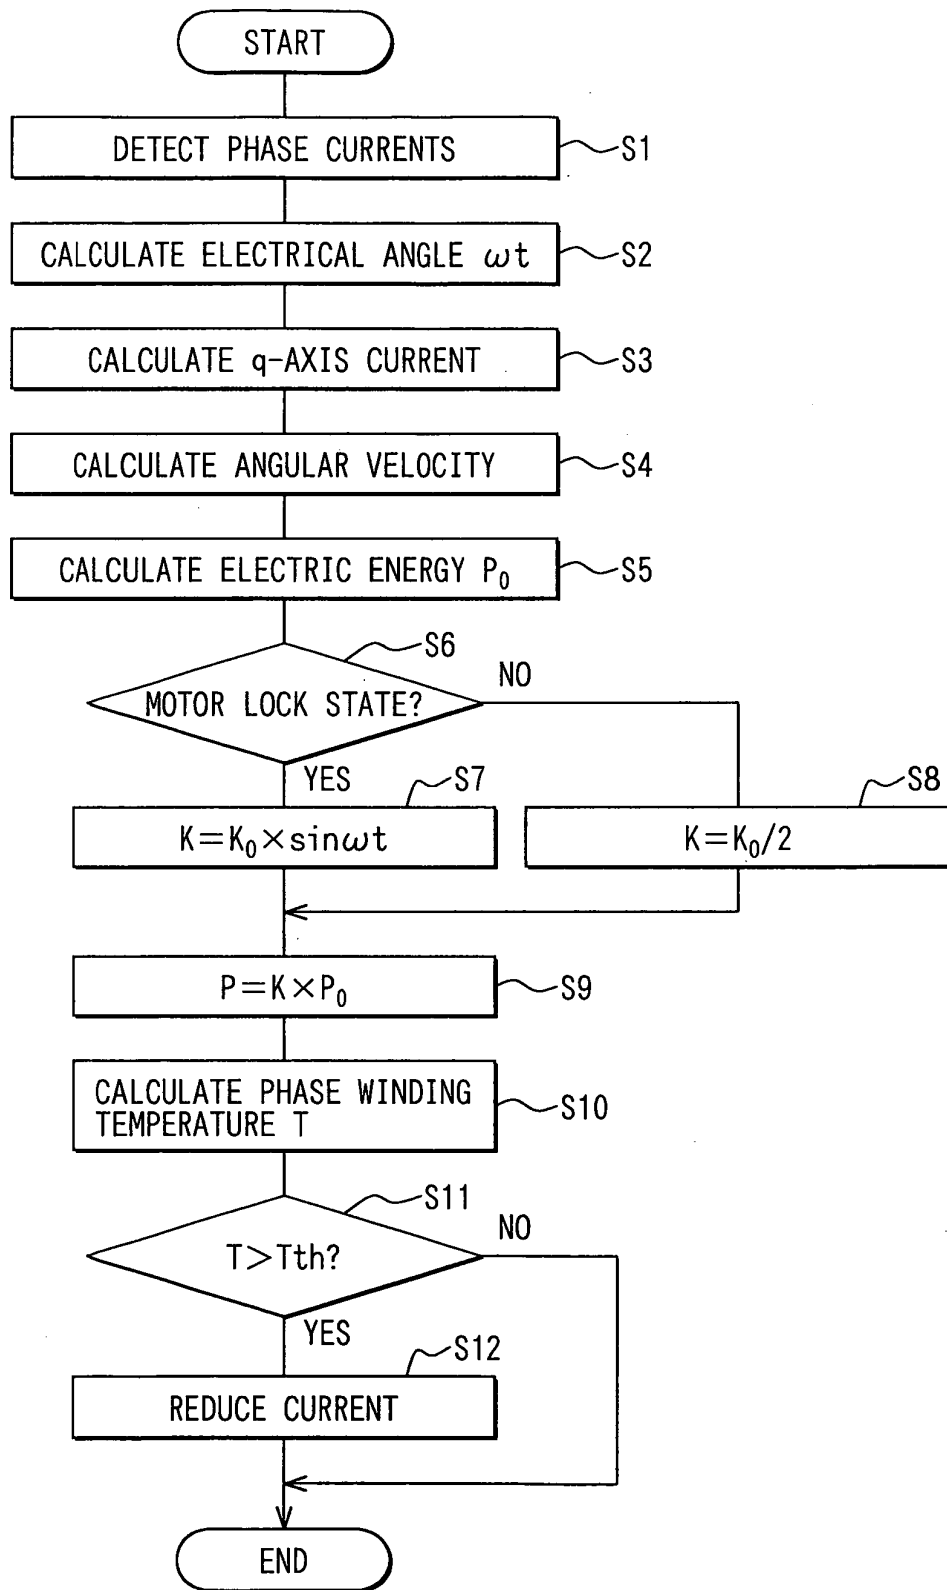 START
DETECT PHASE CURRENTS
S1
CALCULATE ELECTRICAL ANGLE ωt
S2
CALCULATE q-AXIS CURRENT
S3
CALCULATE ANGULAR VELOCITY
S4
CALCULATE ELECTRIC ENERGY P₀
S5
S6
MOTOR LOCK STATE?
NO
YES
S7
K=K₀×sinωt
S8
K=K₀/2
P=K×P₀
S9
CALCULATE PHASE WINDING
TEMPERATURE T
S10
S11
T>Tth?
NO
YES
S12
REDUCE CURRENT
END